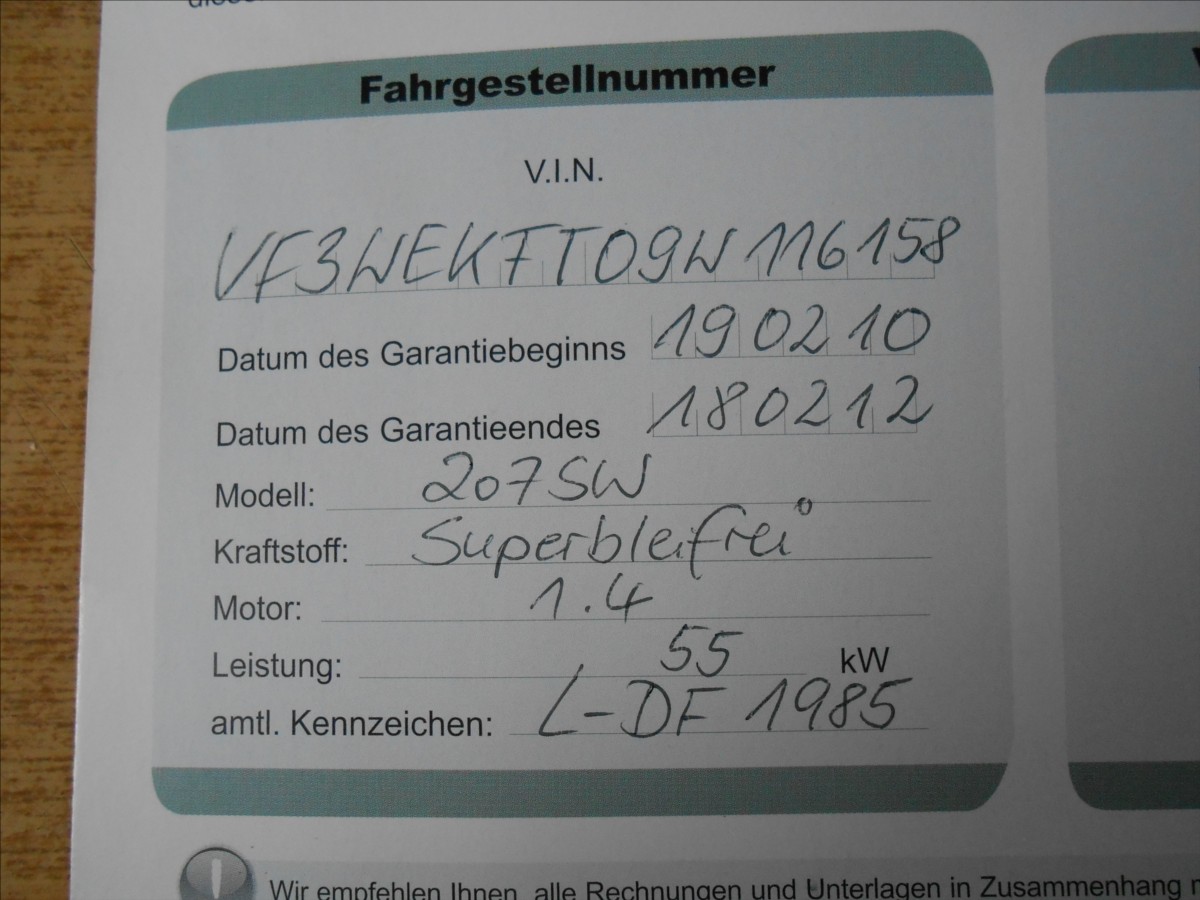 Fahrgestellnummer
V.I.N.
VF3WEKFT09W116158
Datum des Garantiebeginns 190210
Datum des Garantieendes 180212
Modell: 207SW
Kraftstoff: Superbleifrei
Motor: 1.4
Leistung: 55 kW
amtl. Kennzeichen: L-DF 1985
Wir empfehlen Ihnen, alle Rechnungen und Unterlagen in Zusammenhang